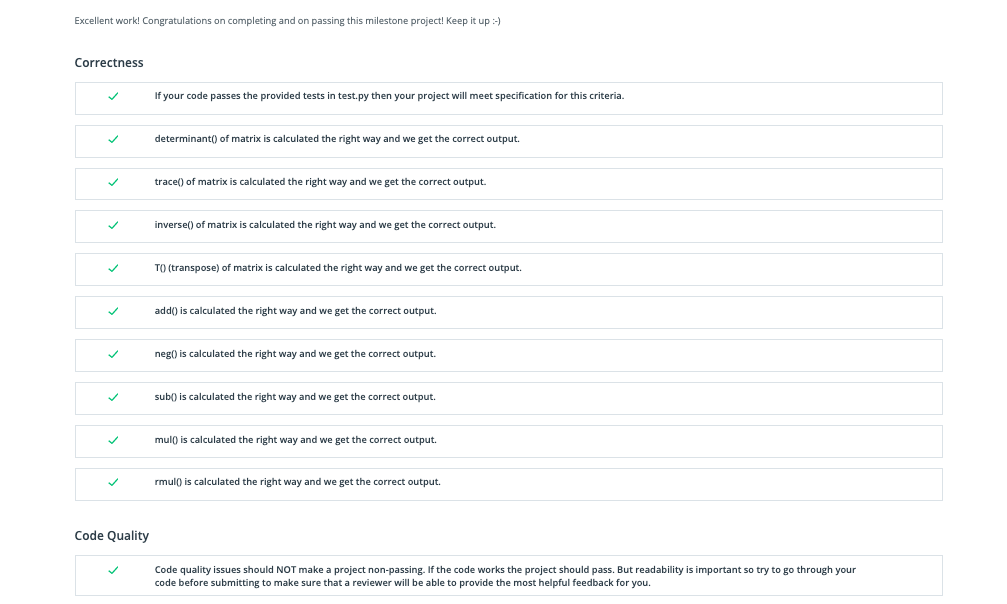 Excellent work! Congratulations on completing and on passing this milestone project! Keep it up :-)
Correctness
If your code passes the provided tests in test.py then your project will meet specification for this criteria.
determinant() of matrix is calculated the right way and we get the correct output.
trace() of matrix is calculated the right way and we get the correct output.
inverse() of matrix is calculated the right way and we get the correct output.
T() (transpose) of matrix is calculated the right way and we get the correct output.
add() is calculated the right way and we get the correct output.
neg() is calculated the right way and we get the correct output.
sub() is calculated the right way and we get the correct output.
mul() is calculated the right way and we get the correct output.
rmul() is calculated the right way and we get the correct output.
Code Quality
Code quality issues should NOT make a project non-passing. If the code works the project should pass. But readability is important so try to go through your
code before submitting to make sure that a reviewer will be able to provide the most helpful feedback for you.